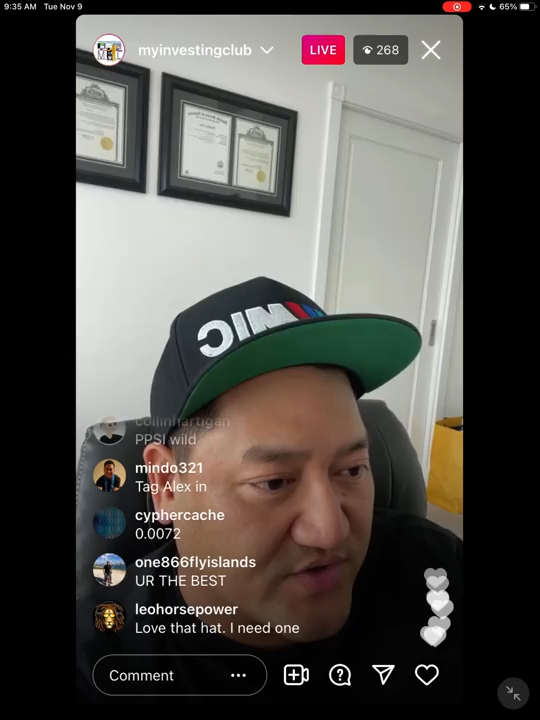 9:35 AM Tue Nov 9
65%
myinvestingclub
LIVE
268
MIC
collinhartigan
PPSI wild
mindo321
Tag Alex in
cyphercache
0.0072
one866flyislands
UR THE BEST
leohorsepower
Love that hat. I need one
Comment